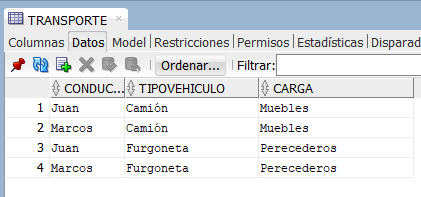 TRANSPORTE
Columnas Datos Model Restricciones Permisos Estadísticas Disparad
Ordenar... Filtrar:
CONDUC... TIPOVEHICULO CARGA
1 Juan Camión Muebles
2 Marcos Camión Muebles
3 Juan Furgoneta Perecederos
4 Marcos Furgoneta Perecederos